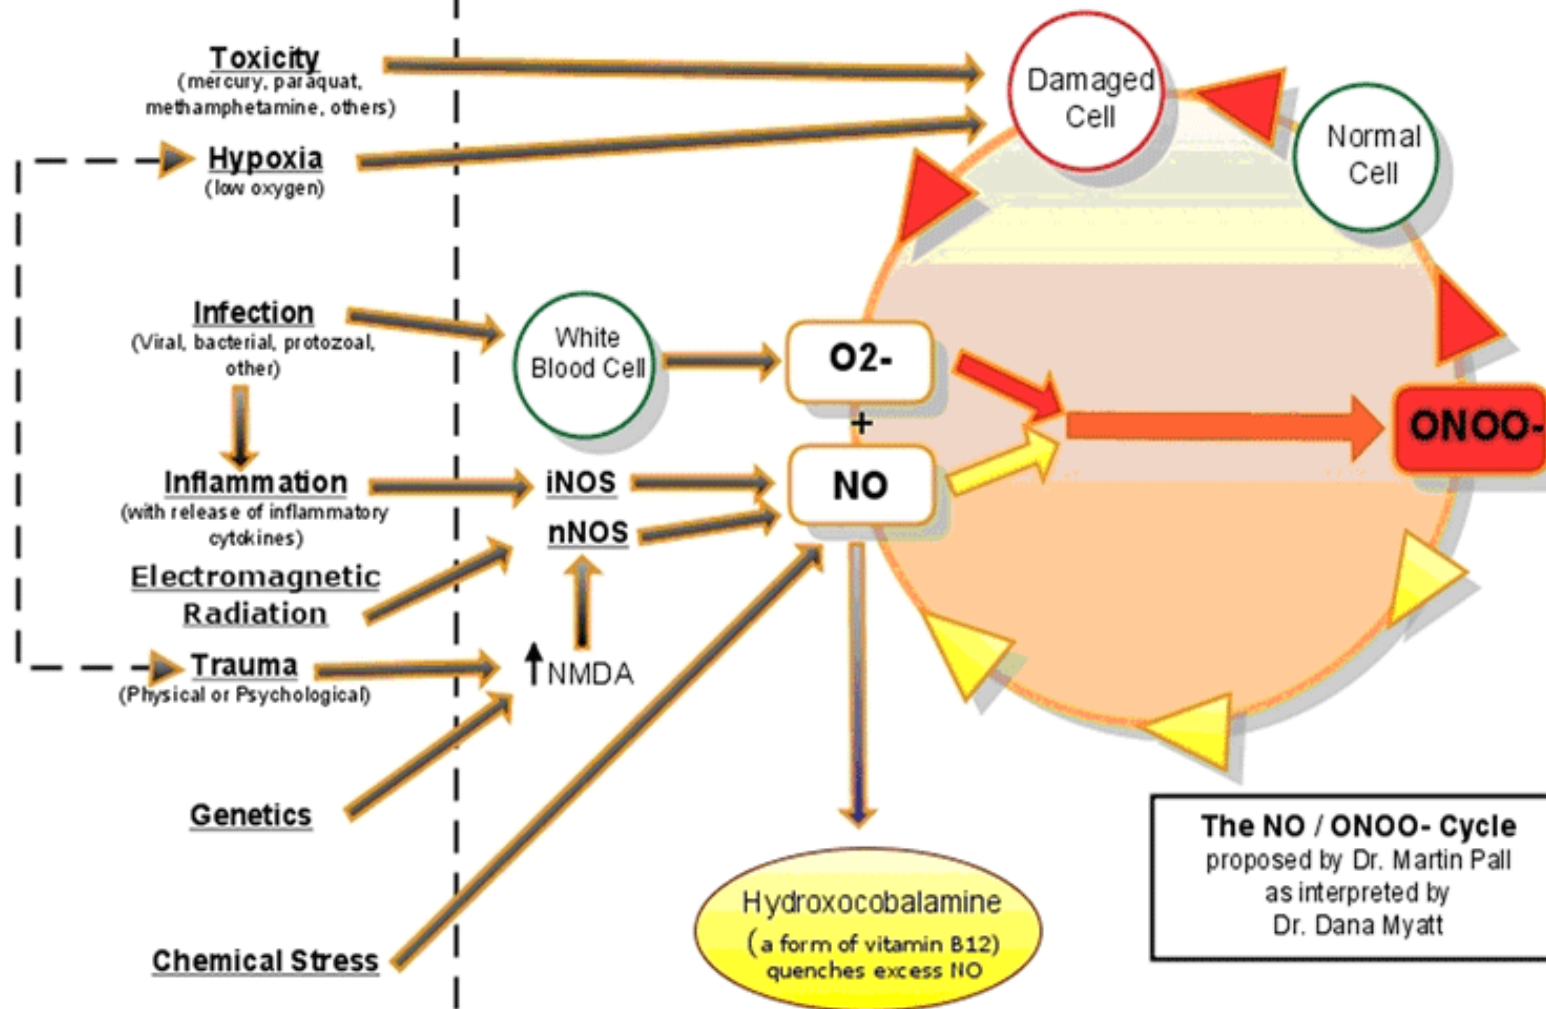 Toxicity
(mercury, paraquat,
methamphetamine, others)
Hypoxia
(low oxygen)
Infection
(Viral, bacterial, protozoal,
other)
Inflammation
(with release of inflammatory
cytokines)
Electromagnetic
Radiation
Trauma
(Physical or Psychological)
Genetics
Chemical Stress
White
Blood Cell
iNOS
nNOS
NMDA
O2-
+
NO
Damaged
Cell
Normal
Cell
ONOO-
Hydroxocobalamine
(a form of vitamin B12)
quenches excess NO
The NO / ONOO- Cycle
proposed by Dr. Martin Pall
as interpreted by
Dr. Dana Myatt